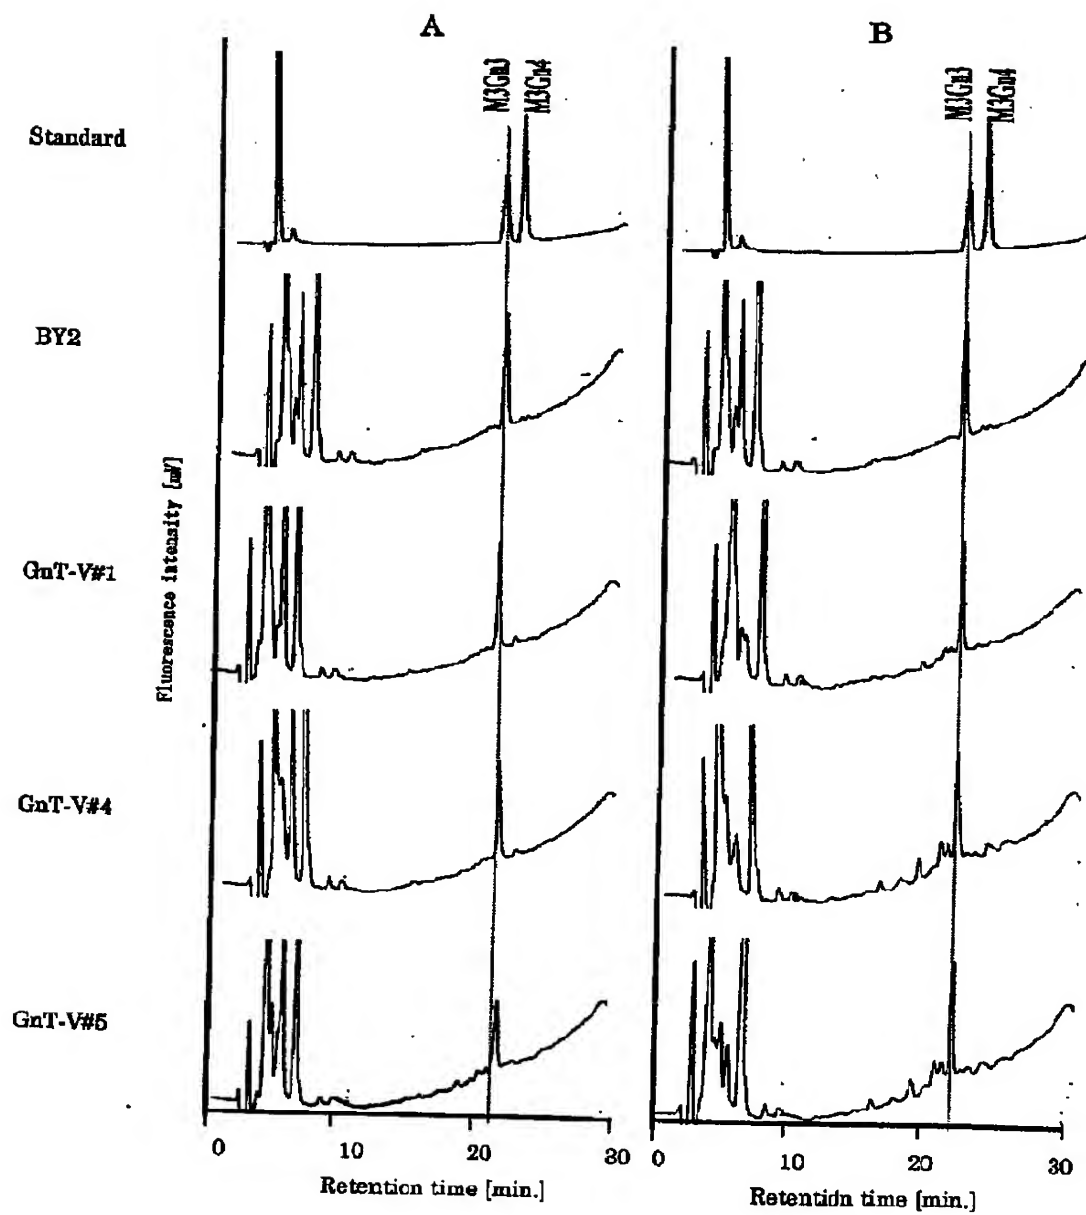 A
B
M3Gn3
M3Gn4
M3Gn3
M3Gn4
Standard
BY2
Fluorescence intensity [mV]
GnT-V#1
GnT-V#4
GnT-V#5
0 10 20 30
0 10 20 30
Retention time [min.]
Retention time [min.]